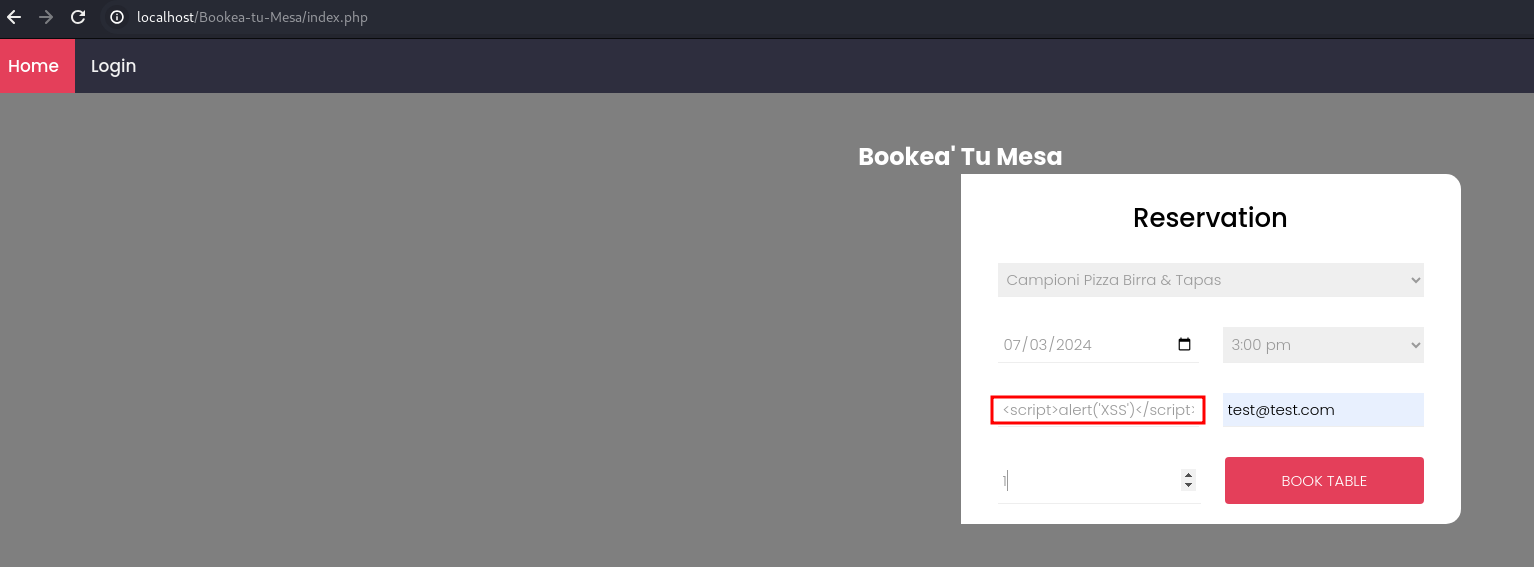 localhost/Bookea-tu-Mesa/index.php
Home Login
Bookea' Tu Mesa
Reservation
Campioni Pizza Birra & Tapas
07/03/2024 3:00 pm
<script>alert('XSS')</script> test@test.com
1 BOOK TABLE